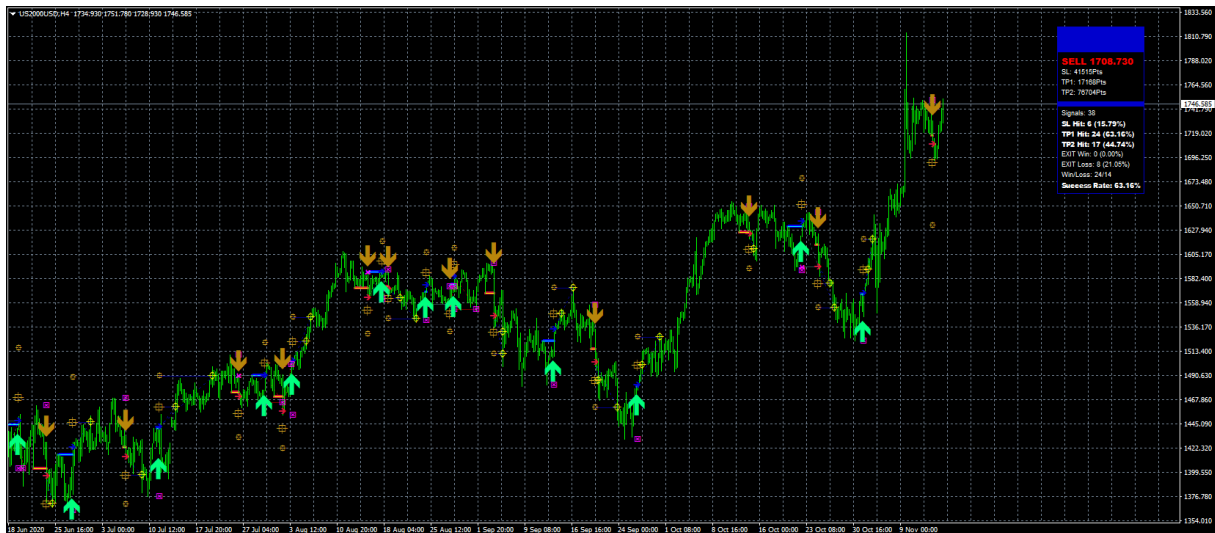 US2000USD,H4 1734.930 1751.780 1728.930 1746.585
1833.560
1810.790
1788.020
1764.560
1746.585
1741.790
1719.020
1696.250
1673.480
1650.710
1627.940
1605.170
1582.400
1558.940
1536.170
1513.400
1490.630
1467.860
1445.090
1422.320
1399.550
1376.780
1354.010
SELL 1708.730
SL: 41515Pts
TP1: 17168Pts
TP2: 76704Pts
Signals: 38
SL Hit: 6 (15.79%)
TP1 Hit: 24 (63.16%)
TP2 Hit: 17 (44.74%)
EXIT Win: 0 (0.00%)
EXIT Loss: 8 (21.05%)
Win/Loss: 24/14
Success Rate: 63.16%
18 Jun 2020 25 Jun 16:00 3 Jul 00:00 10 Jul 12:00 17 Jul 20:00 27 Jul 04:00 3 Aug 12:00 10 Aug 20:00 18 Aug 04:00 25 Aug 12:00 1 Sep 20:00 9 Sep 08:00 16 Sep 16:00 24 Sep 00:00 1 Oct 08:00 8 Oct 16:00 16 Oct 00:00 23 Oct 08:00 30 Oct 16:00 9 Nov 00:00